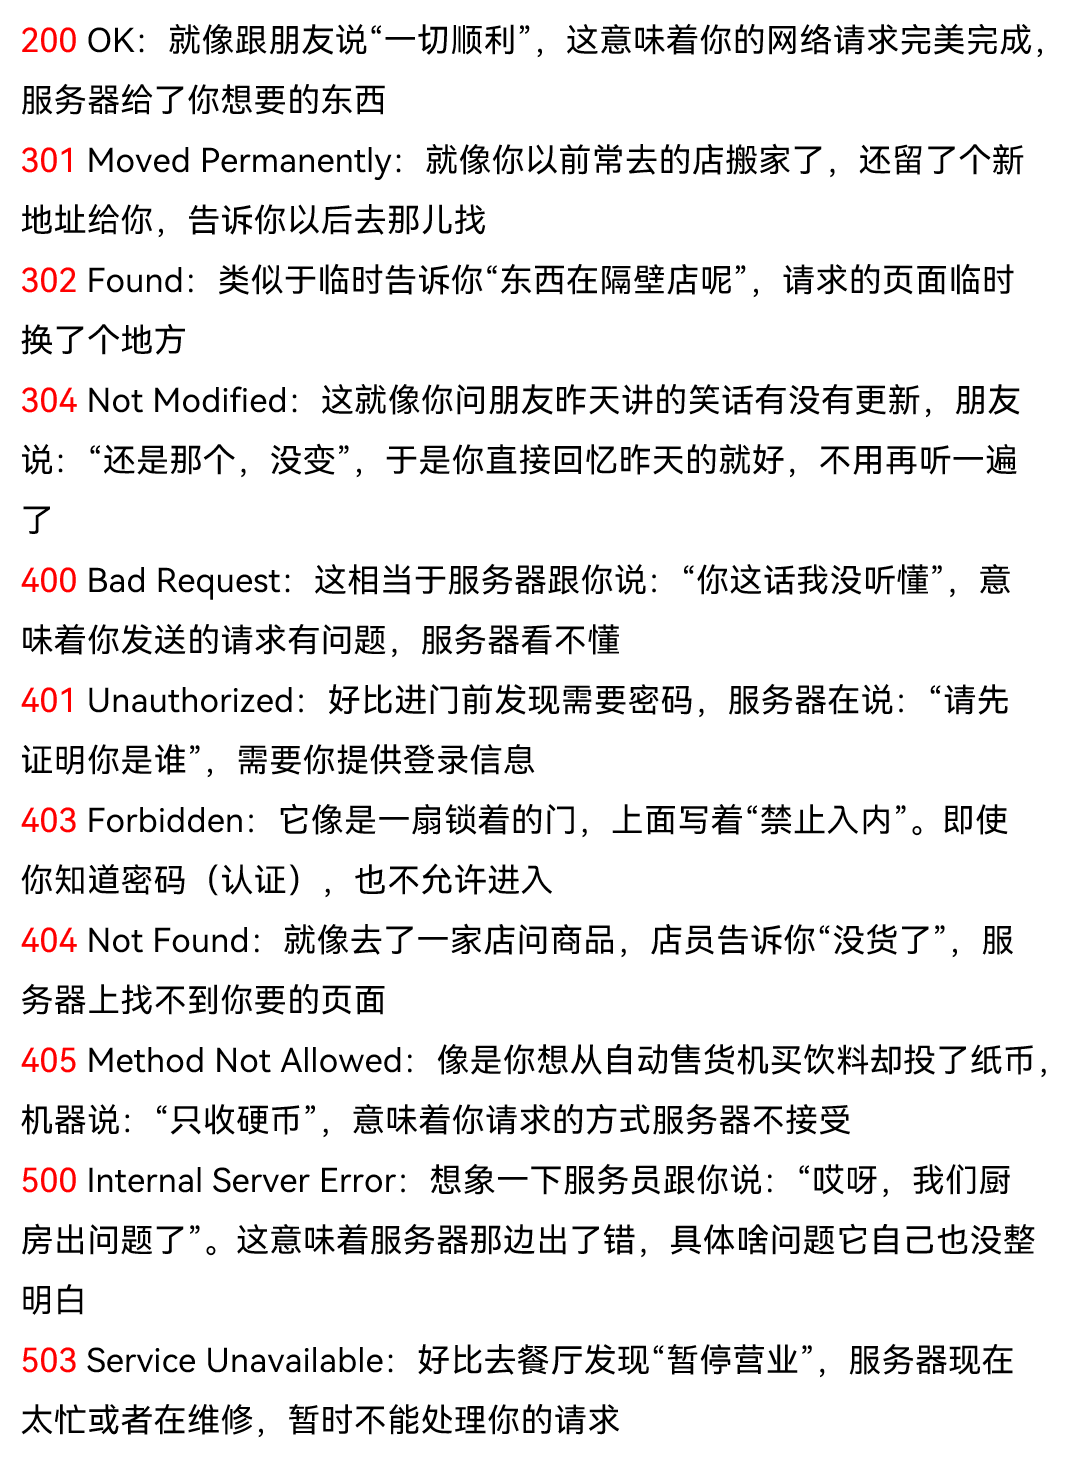 200 OK：就像跟朋友说“一切顺利”，这意味着你的网络请求完美完成，
服务器给了你想要的东西
301 Moved Permanently：就像你以前常去的店搬家了，还留了个新
地址给你，告诉你以后去那儿找
302 Found：类似于临时告诉你“东西在隔壁店呢”，请求的页面临时
换了个地方
304 Not Modified：这就像你问朋友昨天讲的笑话有没有更新，朋友
说：“还是那个，没变”，于是你直接回忆昨天的就好，不用再听一遍
了
400 Bad Request：这相当于服务器跟你说：“你这话我没听懂”，意
味着你发送的请求有问题，服务器看不懂
401 Unauthorized：好比进门前发现需要密码，服务器在说：“请先
证明你是谁”，需要你提供登录信息
403 Forbidden：它像是一扇锁着的门，上面写着“禁止入内”。即使
你知道密码（认证），也不允许进入
404 Not Found：就像去了一家店问商品，店员告诉你“没货了”，服
务器上找不到你要的页面
405 Method Not Allowed：像是你想从自动售货机买饮料却投了纸币，
机器说：“只收硬币”，意味着你请求的方式服务器不接受
500 Internal Server Error：想象一下服务员跟你说：“哎呀，我们厨
房出问题了”。这意味着服务器那边出了错，具体啥问题它自己也没整
明白
503 Service Unavailable：好比去餐厅发现“暂停营业”，服务器现在
太忙或者在维修，暂时不能处理你的请求